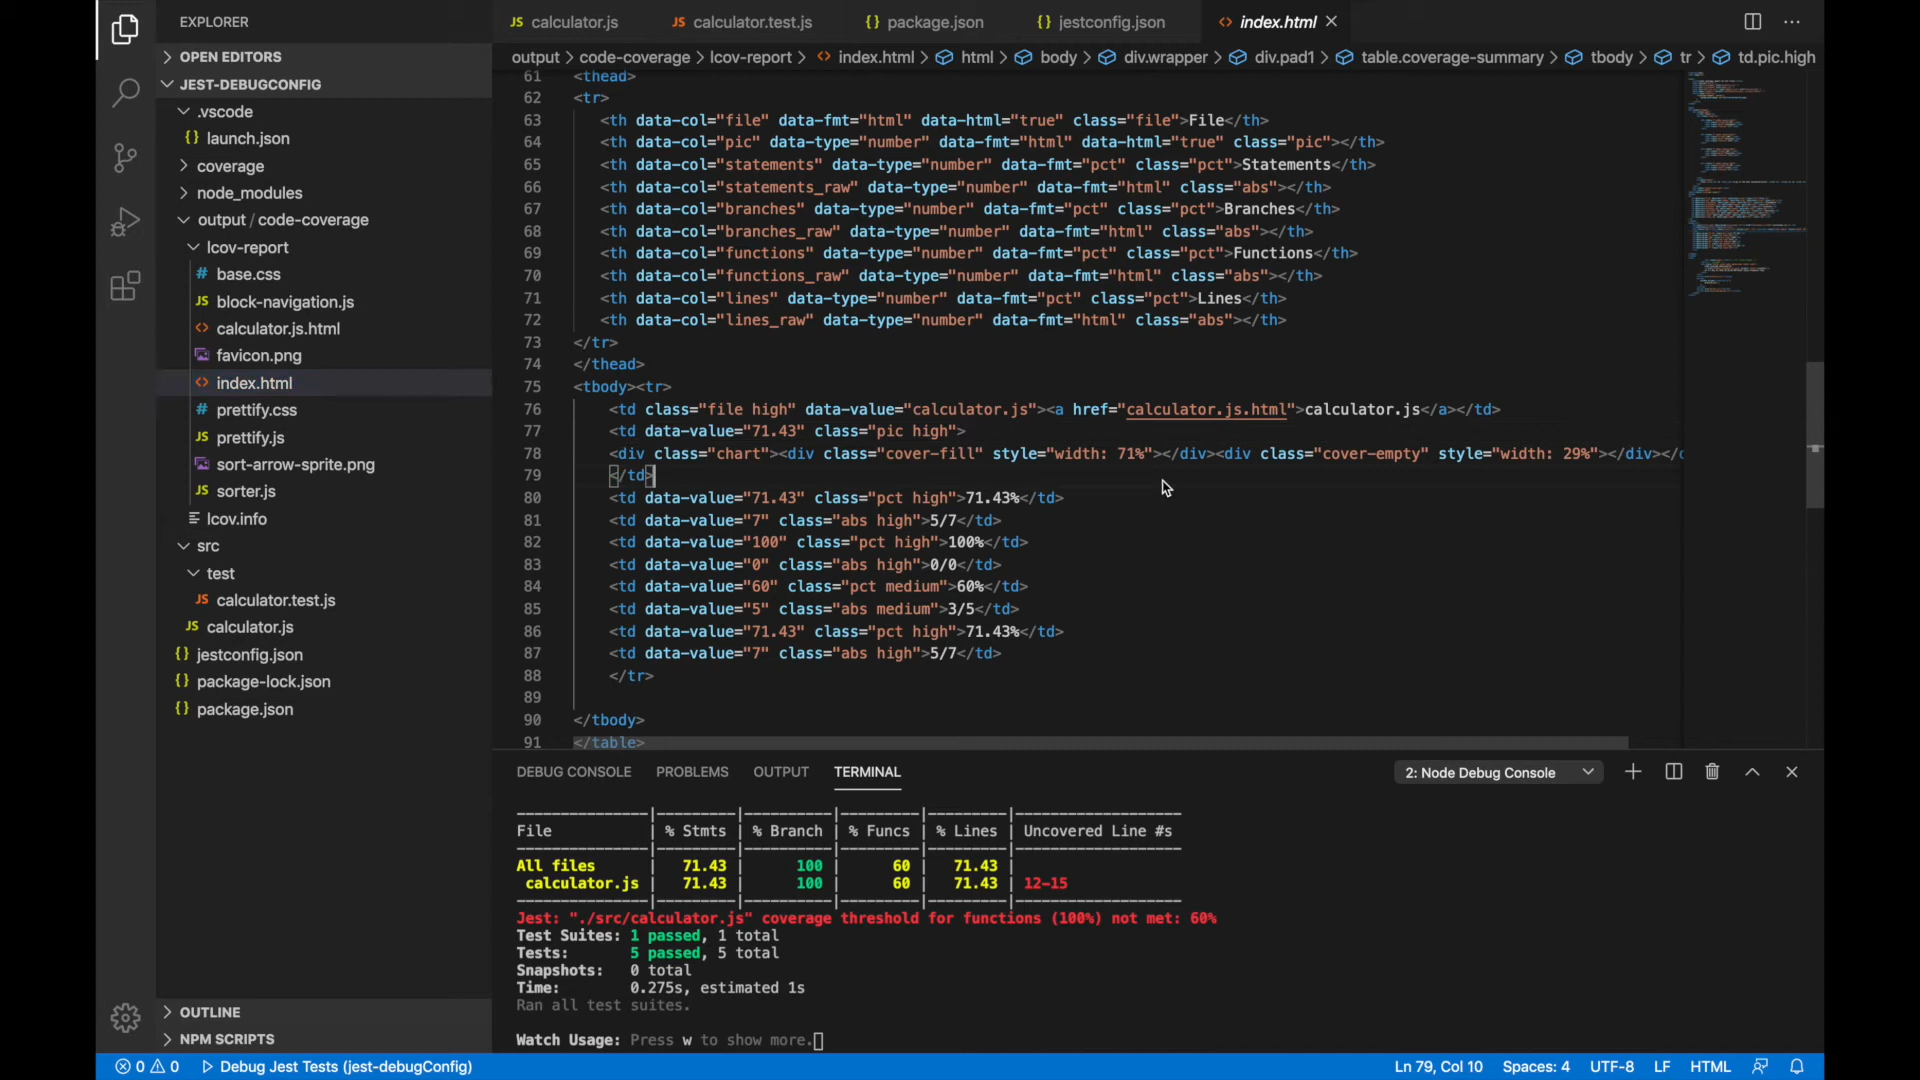 EXPLORER
OPEN EDITORS
JEST-DEBUGCONFIG
.vscode
{} launch.json
coverage
node_modules
output / code-coverage
lcov-report
# base.css
JS block-navigation.js
<> calculator.js.html
favicon.png
<> index.html
# prettify.css
JS prettify.js
sort-arrow-sprite.png
JS sorter.js
lcov.info
src
test
JS calculator.test.js
JS calculator.js
{} jestconfig.json
{} package-lock.json
{} package.json
OUTLINE
NPM SCRIPTS
JS calculator.js JS calculator.test.js {} package.json {} jestconfig.json <> index.html
output > code-coverage > lcov-report > <> index.html > html > body > div.wrapper > div.pad1 > table.coverage-summary > tbody > tr > td.pic.high
61 <thead>
62 <tr>
63 <th data-col="file" data-fmt="html" data-html="true" class="file">File</th>
64 <th data-col="pic" data-type="number" data-fmt="html" data-html="true" class="pic"></th>
65 <th data-col="statements" data-type="number" data-fmt="pct" class="pct">Statements</th>
66 <th data-col="statements_raw" data-type="number" data-fmt="html" class="abs"></th>
67 <th data-col="branches" data-type="number" data-fmt="pct" class="pct">Branches</th>
68 <th data-col="branches_raw" data-type="number" data-fmt="html" class="abs"></th>
69 <th data-col="functions" data-type="number" data-fmt="pct" class="pct">Functions</th>
70 <th data-col="functions_raw" data-type="number" data-fmt="html" class="abs"></th>
71 <th data-col="lines" data-type="number" data-fmt="pct" class="pct">Lines</th>
72 <th data-col="lines_raw" data-type="number" data-fmt="html" class="abs"></th>
73 </tr>
74 </thead>
75 <tbody><tr>
76 <td class="file high" data-value="calculator.js"><a href="calculator.js.html">calculator.js</a></td>
77 <td data-value="71.43" class="pic high">
78 <div class="chart"><div class="cover-fill" style="width: 71%"></div><div class="cover-empty" style="width: 29%"></div></d
79 </td>
80 <td data-value="71.43" class="pct high">71.43%</td>
81 <td data-value="7" class="abs high">5/7</td>
82 <td data-value="100" class="pct high">100%</td>
83 <td data-value="0" class="abs high">0/0</td>
84 <td data-value="60" class="pct medium">60%</td>
85 <td data-value="5" class="abs medium">3/5</td>
86 <td data-value="71.43" class="pct high">71.43%</td>
87 <td data-value="7" class="abs high">5/7</td>
88 </tr>
89
90 </tbody>
91 </table>
DEBUG CONSOLE PROBLEMS OUTPUT TERMINAL 2: Node Debug Console
File | % Stmts | % Branch | % Funcs | % Lines | Uncovered Line #s
All files | 71.43 | 100 | 60 | 71.43 |
calculator.js | 71.43 | 100 | 60 | 71.43 | 12-15
Jest: "./src/calculator.js" coverage threshold for functions (100%) not met: 60%
Test Suites: 1 passed, 1 total
Tests: 5 passed, 5 total
Snapshots: 0 total
Time: 0.275s, estimated 1s
Ran all test suites.
Watch Usage: Press w to show more.
0 0 Debug Jest Tests (jest-debugConfig) Ln 79, Col 10 Spaces: 4 UTF-8 LF HTML